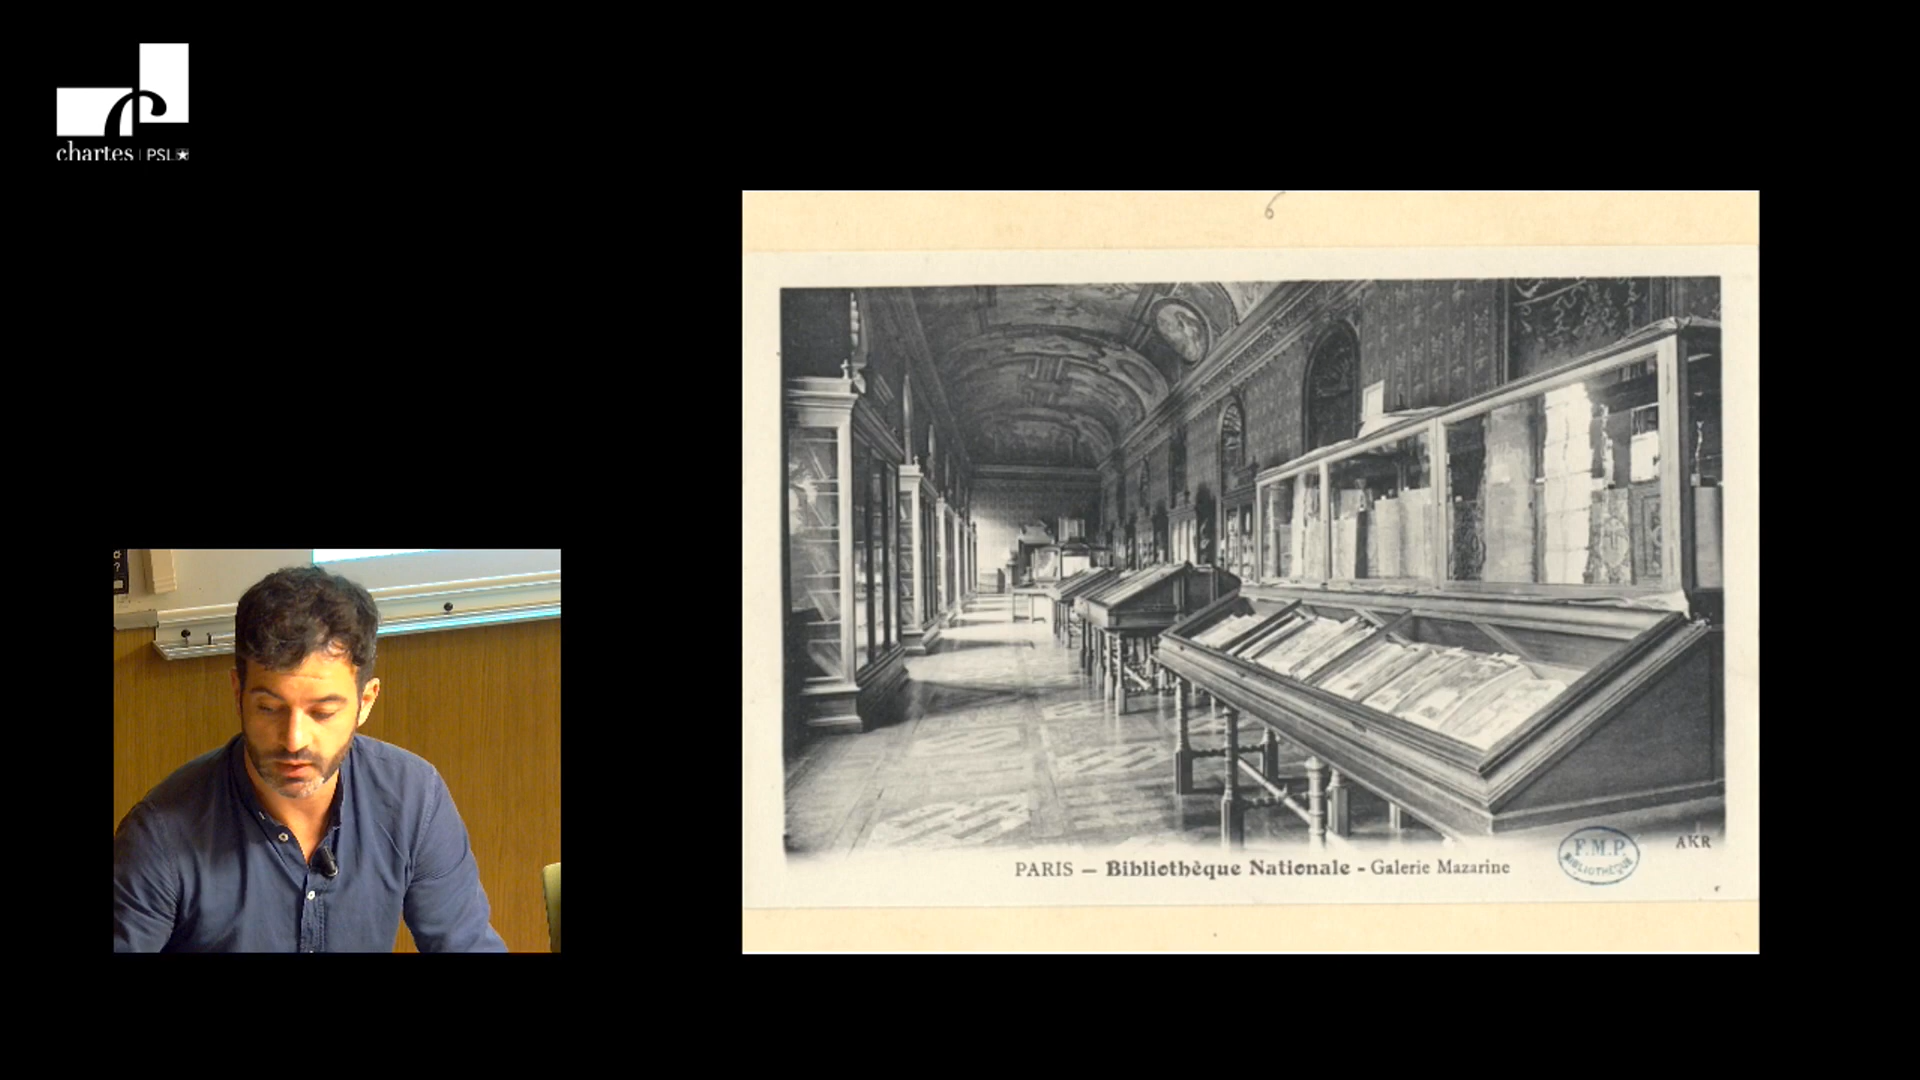 chartes | PSL★
6
PARIS — Bibliothèque Nationale - Galerie Mazarine
F.M.P.
BIBLIOTHÈQUE
AKR